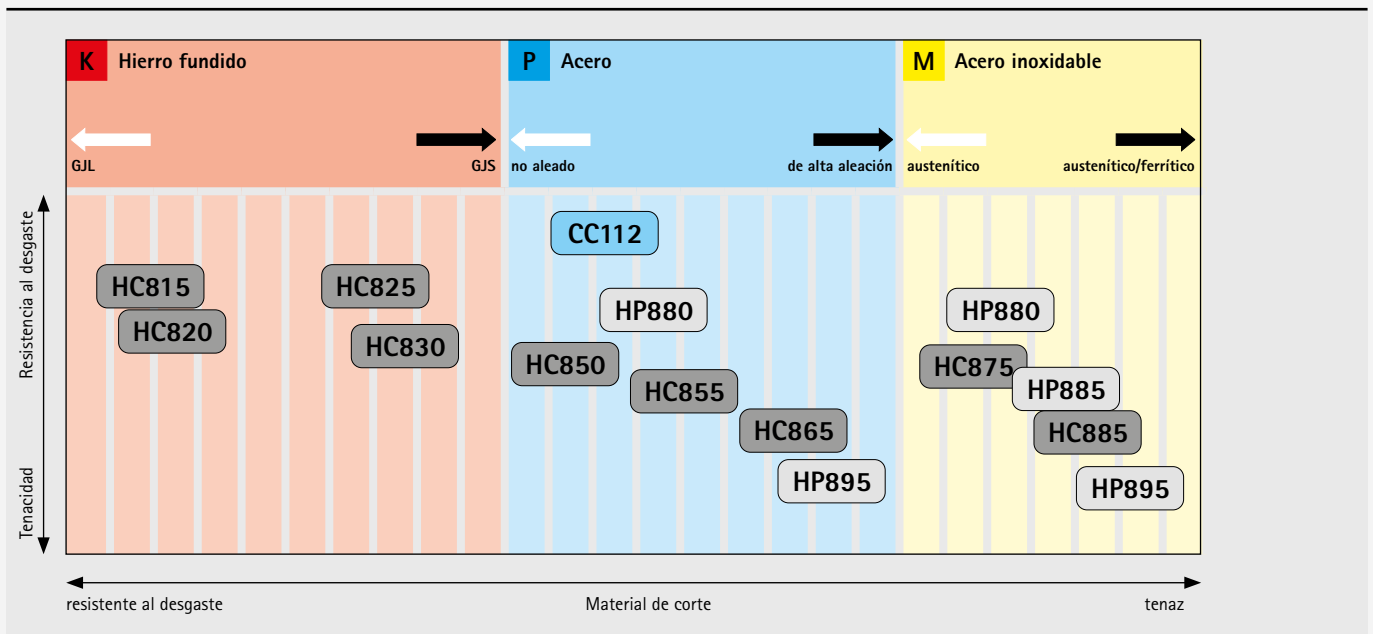 K Hierro fundido
P Acero
M Acero inoxidable
GJL
GJS
no aleado
de alta aleación
austenítico
austenítico/ferrítico
Resistencia al desgaste
Tenacidad
CC112
HC815
HC825
HP880
HP880
HC820
HC830
HC850
HC875
HC855
HP885
HC865
HC885
HP895
HP895
resistente al desgaste
Material de corte
tenaz